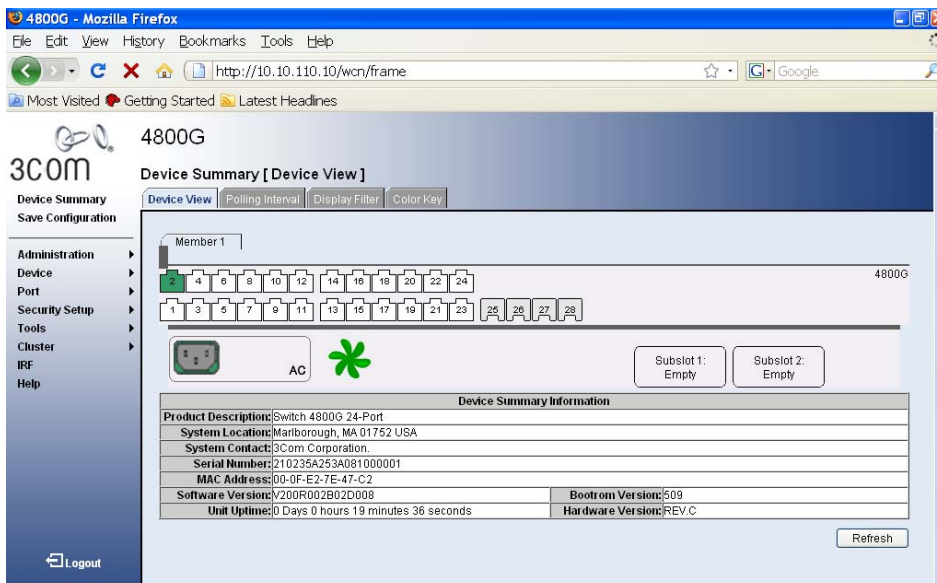 4800G - Mozilla Firefox
File Edit View History Bookmarks Tools Help
http://10.10.110.10/wcn/frame
G Google
Most Visited Getting Started Latest Headlines
3COM
4800G
Device Summary [ Device View ]
Device View Polling Interval Display Filter Color Key
Device Summary
Save Configuration
Administration
Device
Port
Security Setup
Tools
Cluster
IRF
Help
Logout
Member 1
4800G
2 4 6 8 10 12 14 16 18 20 22 24
1 3 5 7 9 11 13 15 17 19 21 23 25 26 27 28
AC
Subslot 1: Empty
Subslot 2: Empty
Device Summary Information
Product Description: Switch 4800G 24-Port
System Location: Marlborough, MA 01752 USA
System Contact: 3Com Corporation.
Serial Number: 210235A253A081000001
MAC Address: 00-0F-E2-7E-47-C2
Software Version: V200R002B02D008 Bootrom Version: 509
Unit Uptime: 0 Days 0 hours 19 minutes 36 seconds Hardware Version: REV.C
Refresh